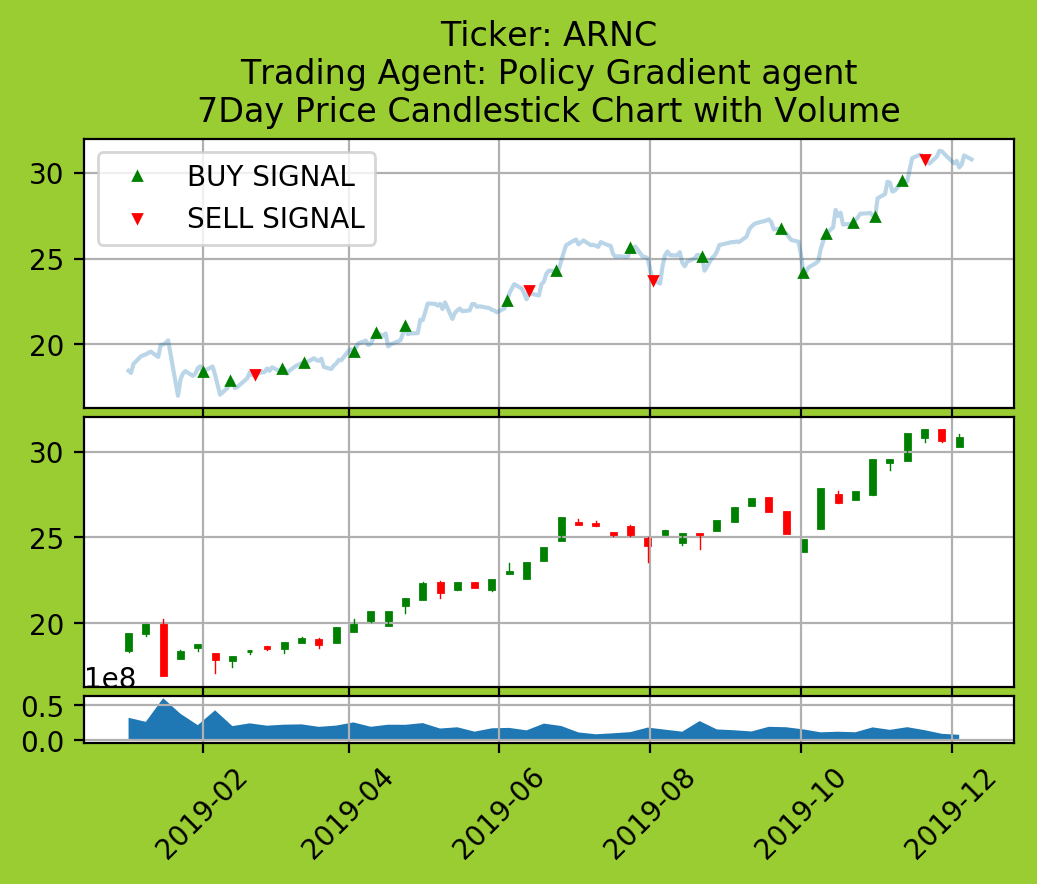 Ticker: ARNC
Trading Agent: Policy Gradient agent
7Day Price Candlestick Chart with Volume
30
25
20
BUY SIGNAL
SELL SIGNAL
30
25
20
1e8
0.5
0.0
2019-02
2019-04
2019-06
2019-08
2019-10
2019-12